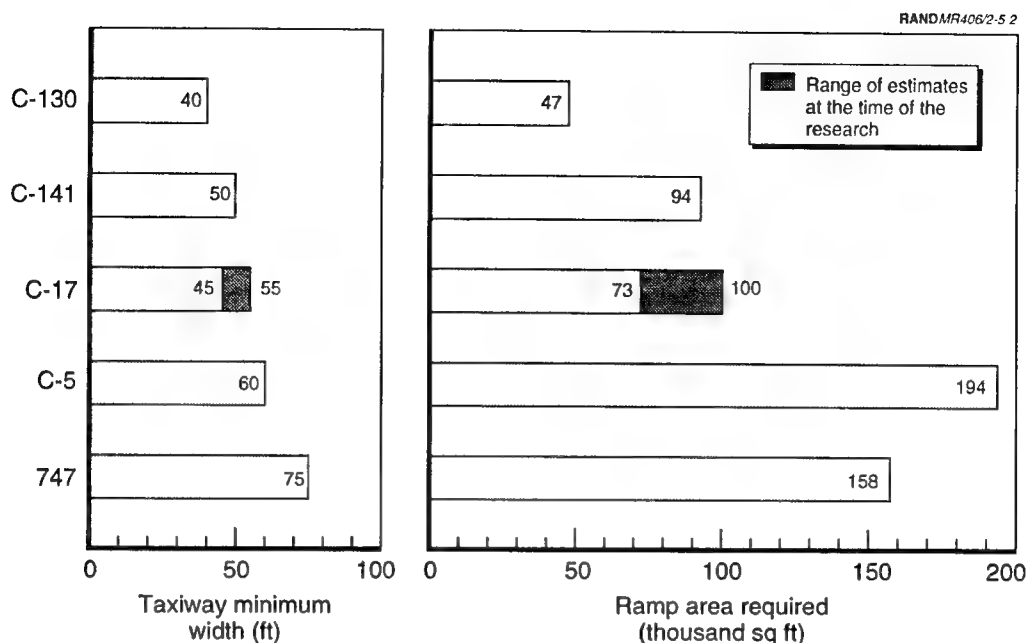 RANDMR406/2-5 2
C-130
40
47
Range of estimates
at the time of the
research
C-141
50
94
C-17
45
55
73
100
C-5
60
194
747
75
158
0
50
100
0
50
100
150
200
Taxiway minimum
width (ft)
Ramp area required
(thousand sq ft)